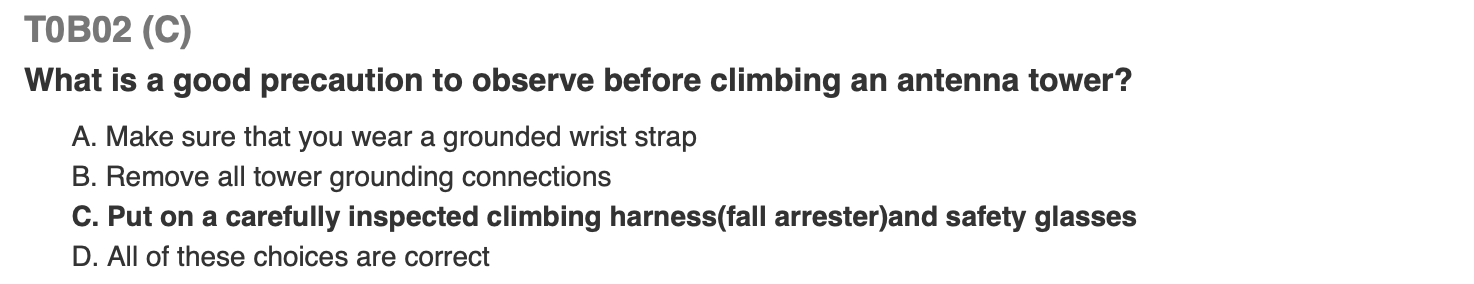 T0B02 (C)
What is a good precaution to observe before climbing an antenna tower?
A. Make sure that you wear a grounded wrist strap
B. Remove all tower grounding connections
C. Put on a carefully inspected climbing harness(fall arrester)and safety glasses
D. All of these choices are correct